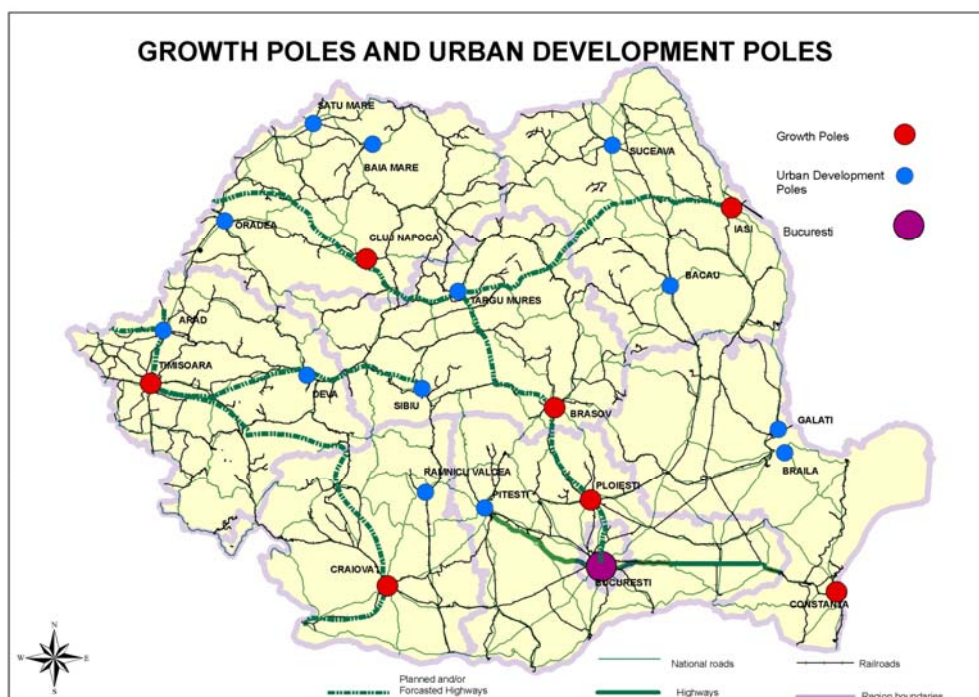 GROWTH POLES AND URBAN DEVELOPMENT POLES
SATU MARE
BAIA MARE
SUCEAVA
Growth Poles
Urban Development
Poles
Bucuresti
ORADEA
IASI
CLUJ NAPOCA
BACAU
TARGU MURES
ARAD
TIMISOARA
DEVA
SIBIU
BRASOV
GALATI
BRAILA
RAMNICU VALCEA
PITESTI
PLOIESTI
CRAIOVA
BUCURESTI
CONSTANTA
N
W
E
S
National roads
Railroads
Planned and/or
Forcasted Highways
Highways
Region boundaries